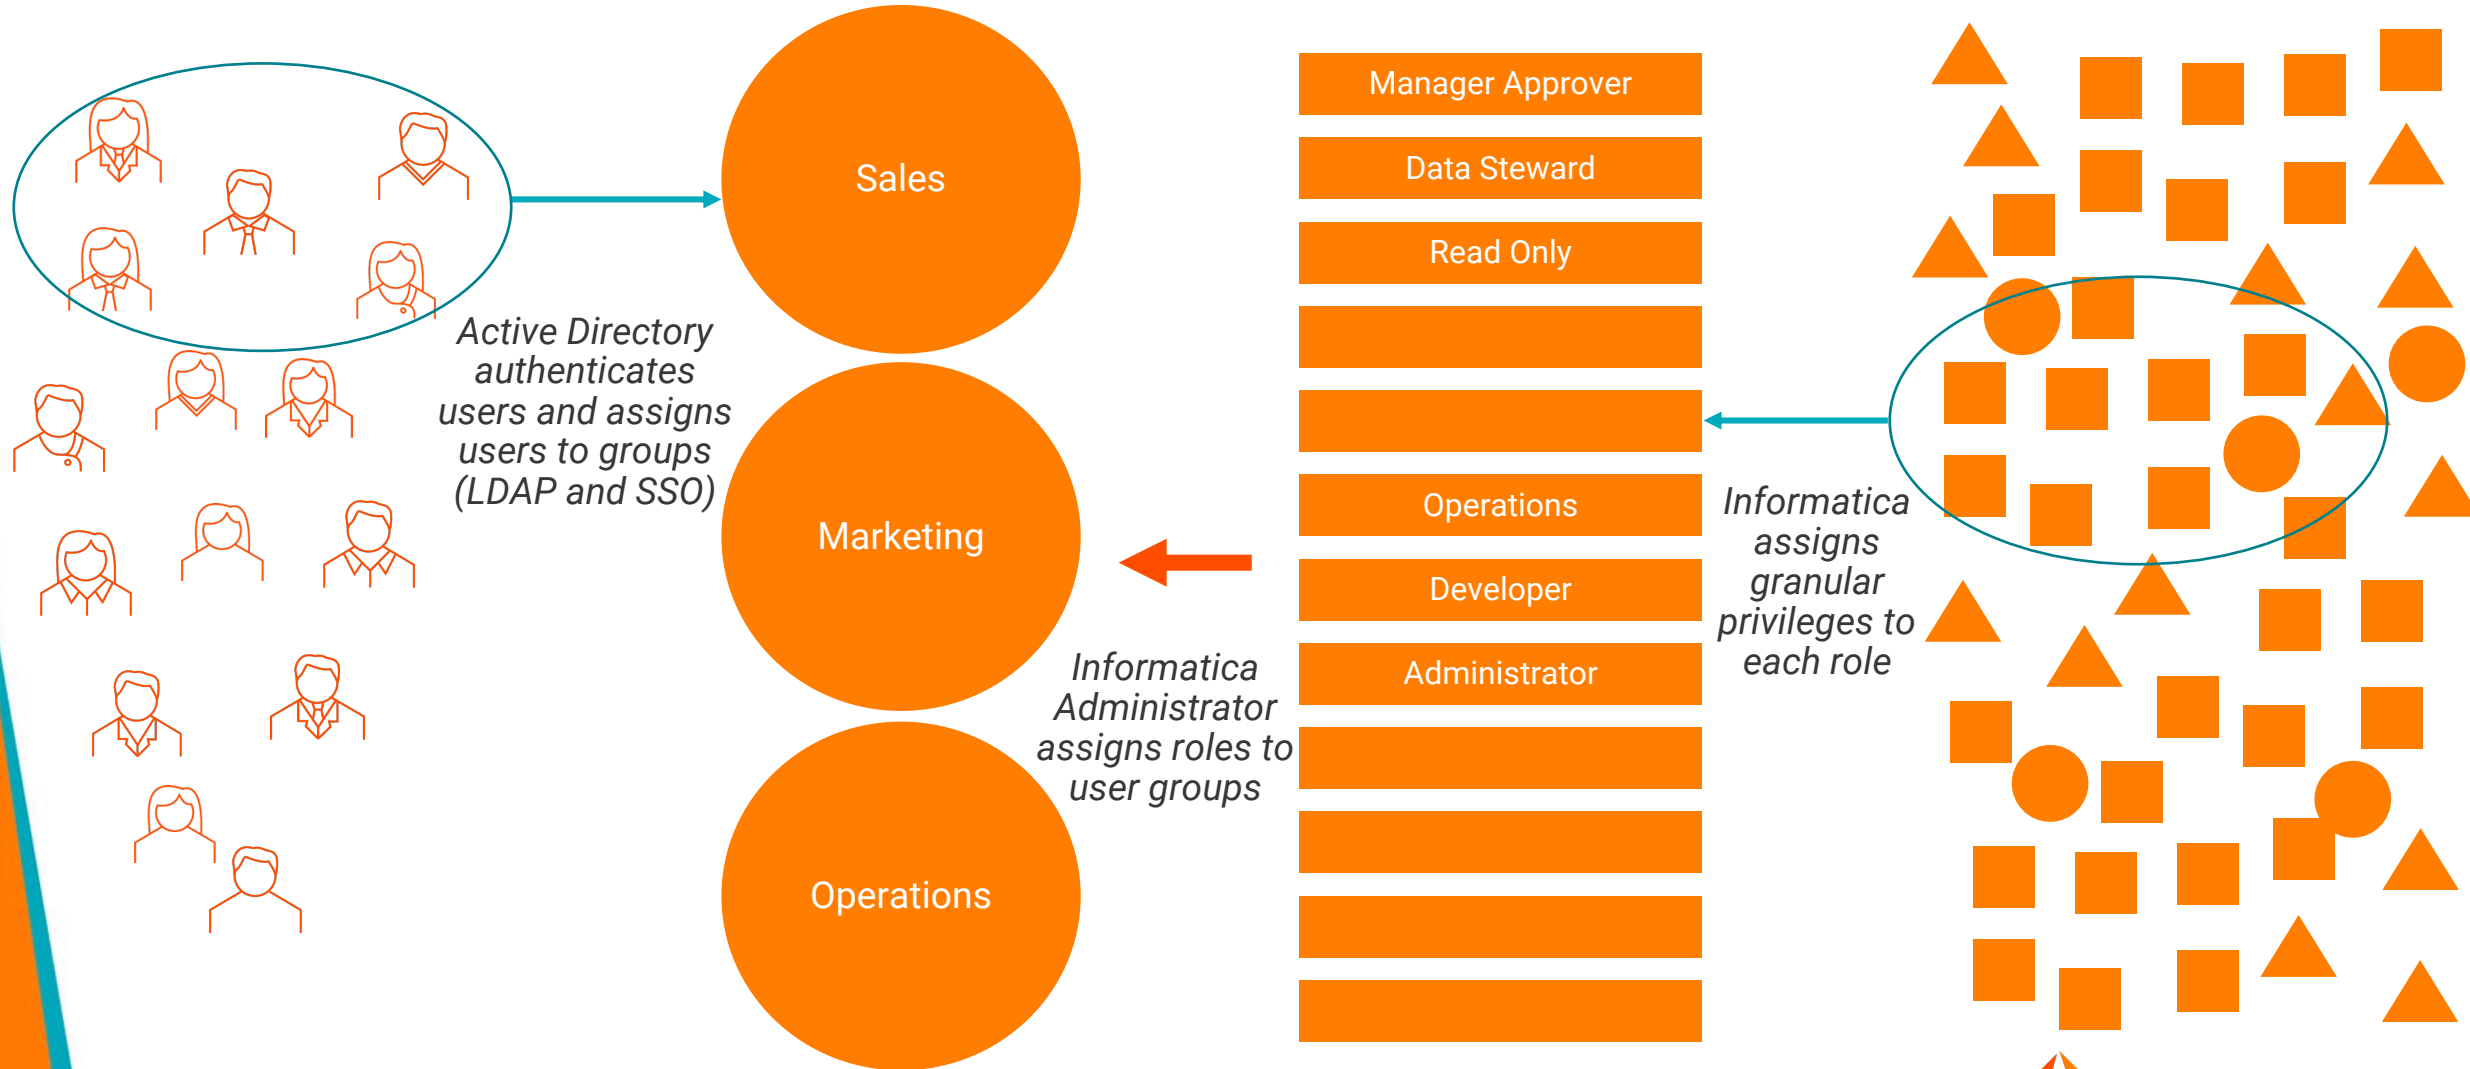 Sales
Marketing
Operations
Active Directory
authenticates
users and assigns
users to groups
(LDAP and SSO)
Informatica
Administrator
assigns roles to
user groups
Manager Approver
Data Steward
Read Only
Operations
Developer
Administrator
Informatica
assigns
granular
privileges to
each role